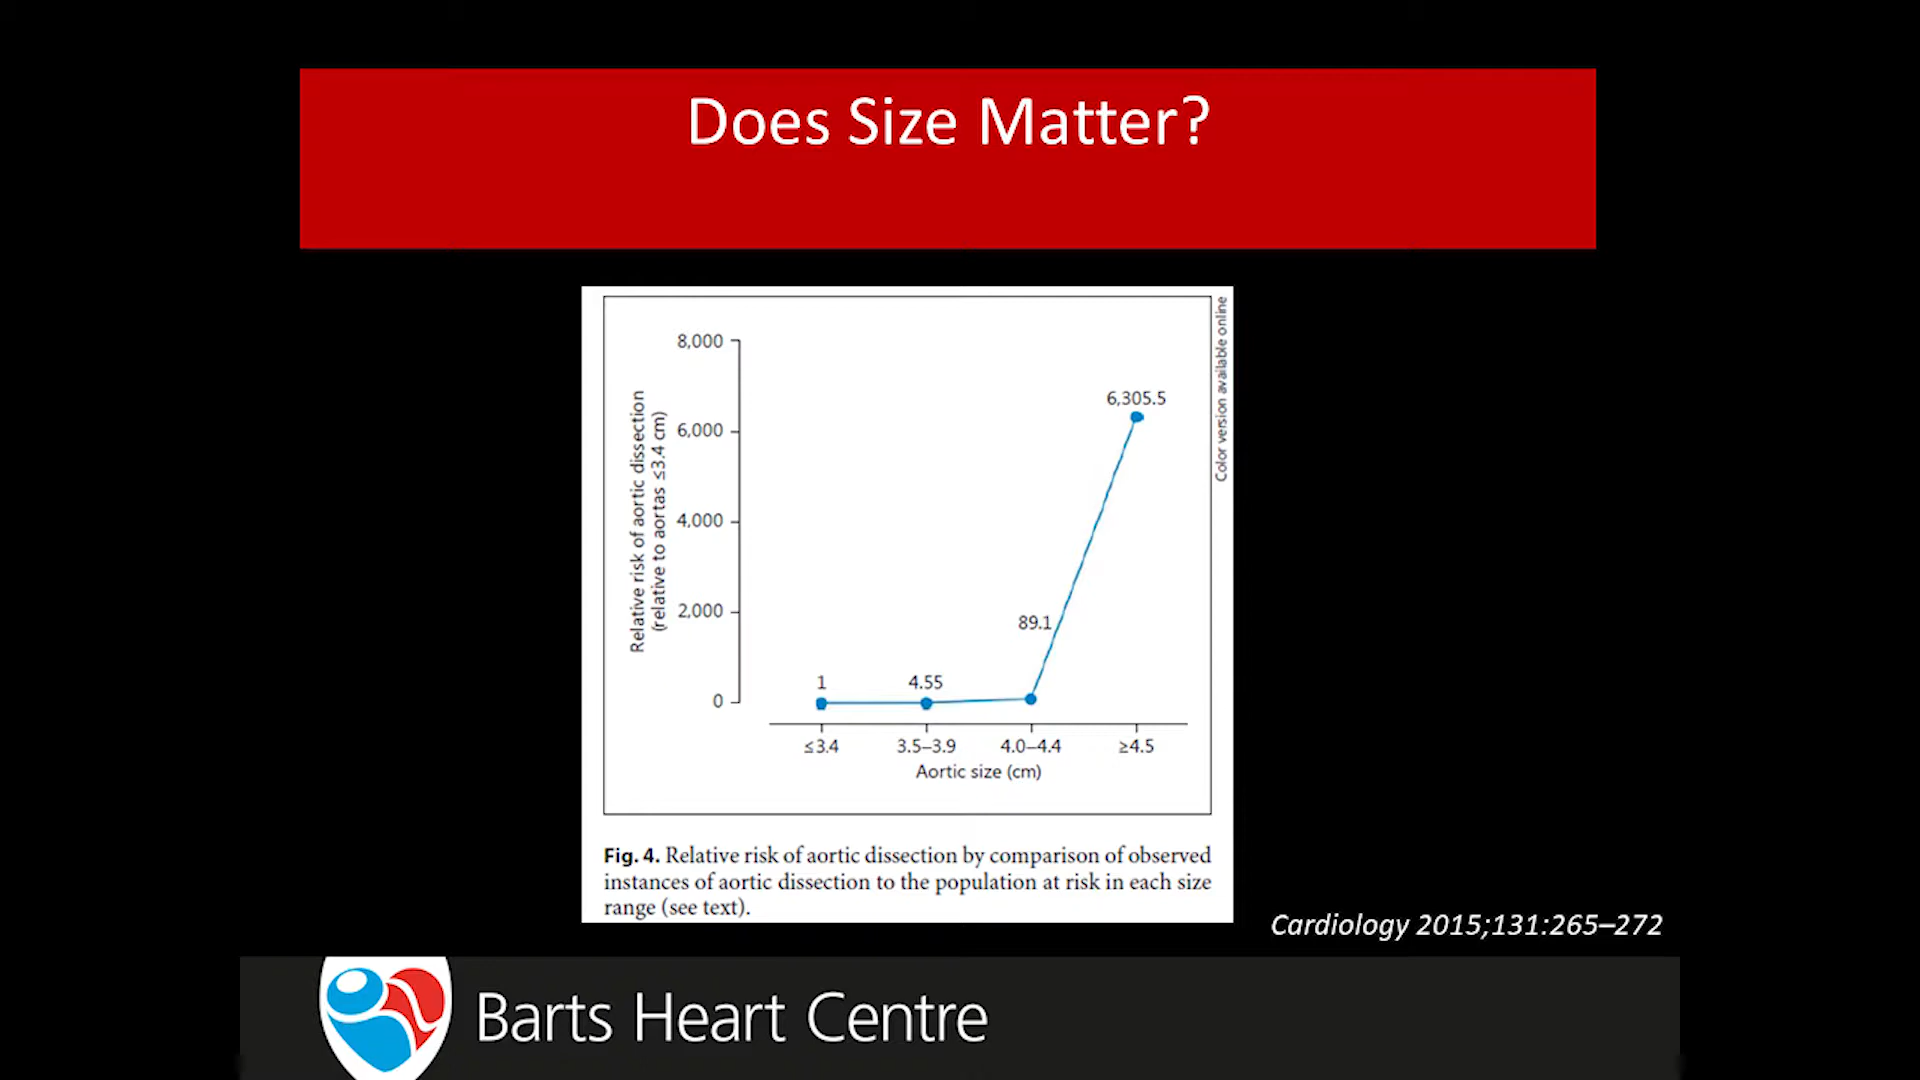 Does Size Matter?
8,000
6,000
4,000
2,000
0
Relative risk of aortic dissection
(relative to aortas ≤3.4 cm)
1
4.55
89.1
6,305.5
≤3.4
3.5–3.9
4.0–4.4
≥4.5
Aortic size (cm)
Color version available online
Fig. 4. Relative risk of aortic dissection by comparison of observed
instances of aortic dissection to the population at risk in each size
range (see text).
Cardiology 2015;131:265–272
Barts Heart Centre